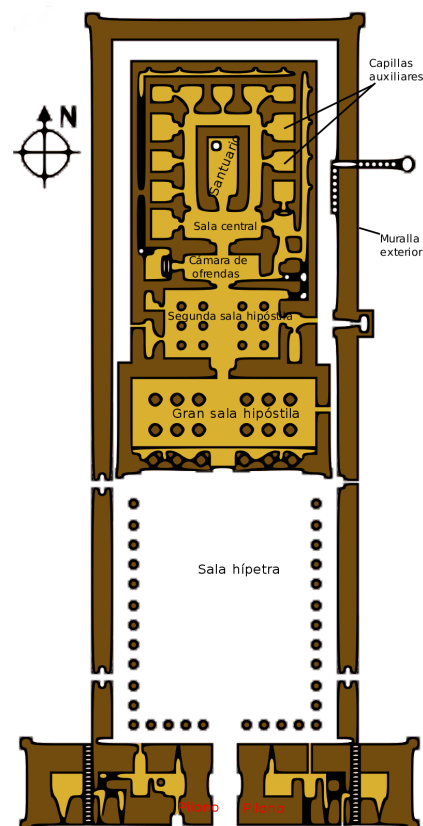 Capillas
auxiliares
N
Santuario
Sala central
Muralla
exterior
Cámara de
ofrendas
Segunda sala hipóstila
Gran sala hipóstila
Sala hípetra
Pilono Pilono